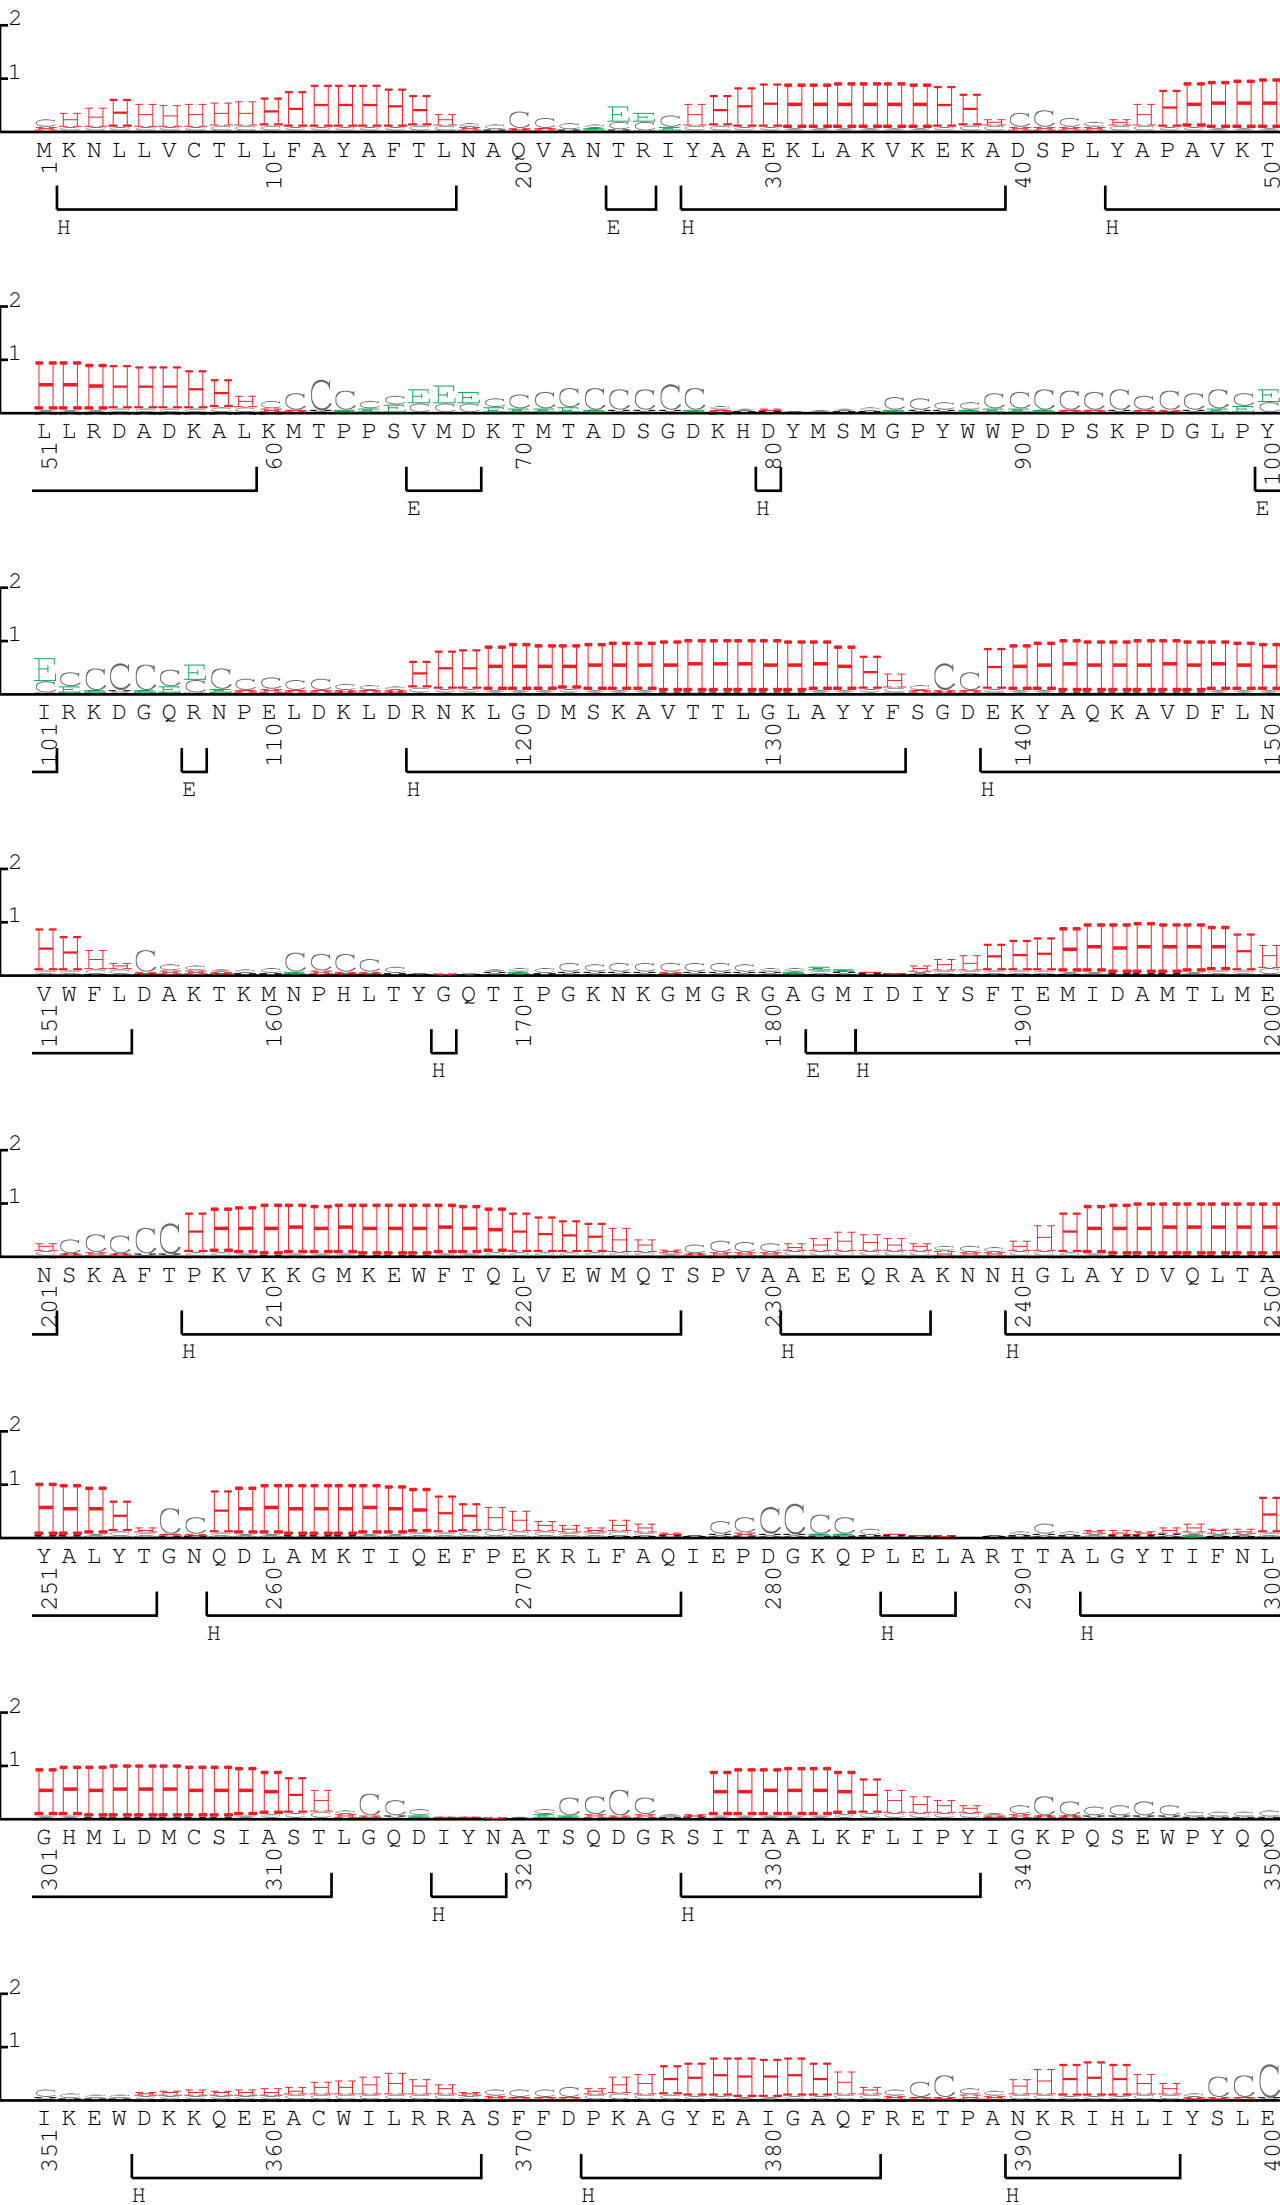 2
1
M K N L L V C T L L F A Y A F T L N A Q V A N T R I Y A A E K L A K V K E K A D S P L Y A P A V K T
1 10 20 30 40 50
H E H H
2
1
L L R D A D K A L K M T P P S V M D K T M T A D S G D K H D Y M S M G P Y W W P D P S K P D G L P Y
51 60 70 80 90 100
E H E
2
1
I R K D G Q R N P E L D K L D R N K L G D M S K A V T T L G L A Y Y F S G D E K Y A Q K A V D F L N
101 110 120 130 140 150
E H H
2
1
V W F L D A K T K M N P H L T Y G Q T I P G K N K G M G R G A G M I D I Y S F T E M I D A M T L M E
151 160 170 180 190 200
H E H
2
1
N S K A F T P K V K K G M K E W F T Q L V E W M Q T S P V A A E E Q R A K N N H G L A Y D V Q L T A
201 210 220 230 240 250
H H H
2
1
Y A L Y T G N Q D L A M K T I Q E F P E K R L F A Q I E P D G K Q P L E L A R T T A L G Y T I F N L
251 260 270 280 290 300
H H H
2
1
G H M L D M C S I A S T L G Q D I Y N A T S Q D G R S I T A A L K F L I P Y I G K P Q S E W P Y Q Q
301 310 320 330 340 350
H H
2
1
I K E W D K K Q E E A C W I L R R A S F F D P K A G Y E A I G A Q F R E T P A N K R I H L I Y S L E
351 360 370 380 390 400
H H H